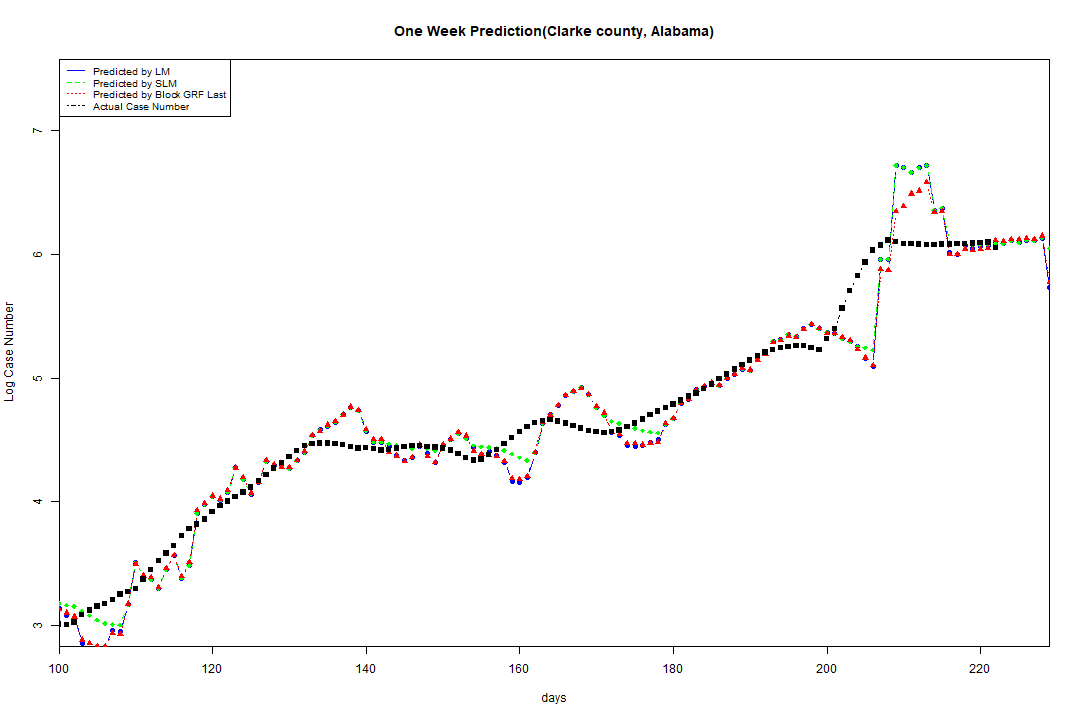 One Week Prediction(Clarke county, Alabama)
Predicted by LM
Predicted by SLM
Predicted by Block GRF Last
Actual Case Number
7
6
5
4
3
Log Case Number
100 120 140 160 180 200 220
days